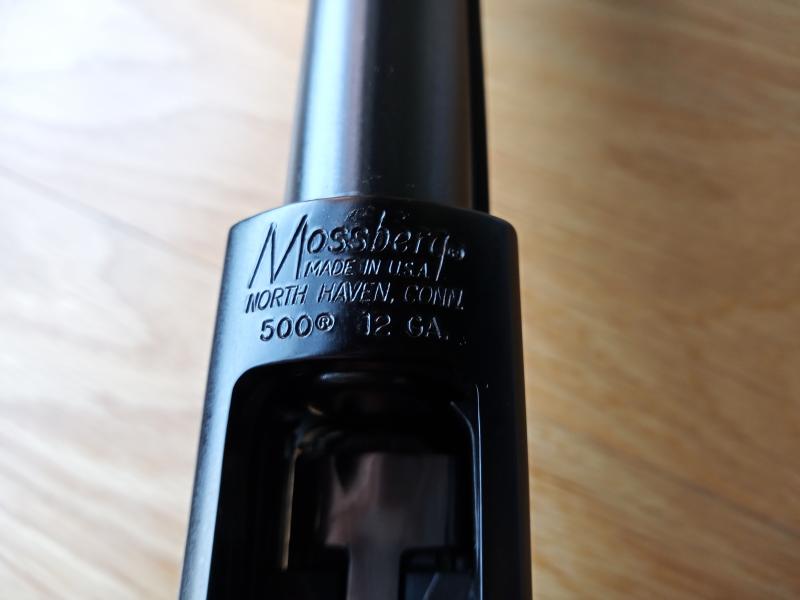 Mossberg®
MADE IN U.S.A
NORTH HAVEN, CONN.
500® 12 GA.